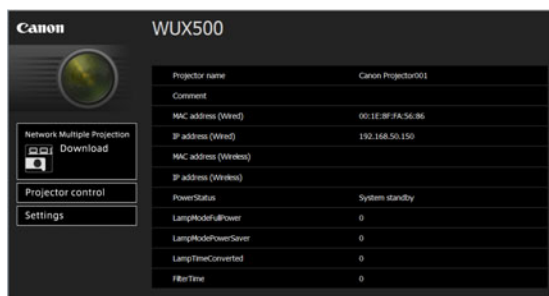 Canon
WUX500
Projector name Canon Projector001
Comment
MAC address (Wired) 00:1E:8F:FA:56:86
IP address (Wired) 192.168.50.150
MAC address (Wireless)
IP address (Wireless)
PowerStatus System standby
LampModeFullPower 0
LampModePowerSaver 0
LampTimeConverted 0
FilterTime 0
Network Multiple Projection
Download
Projector control
Settings